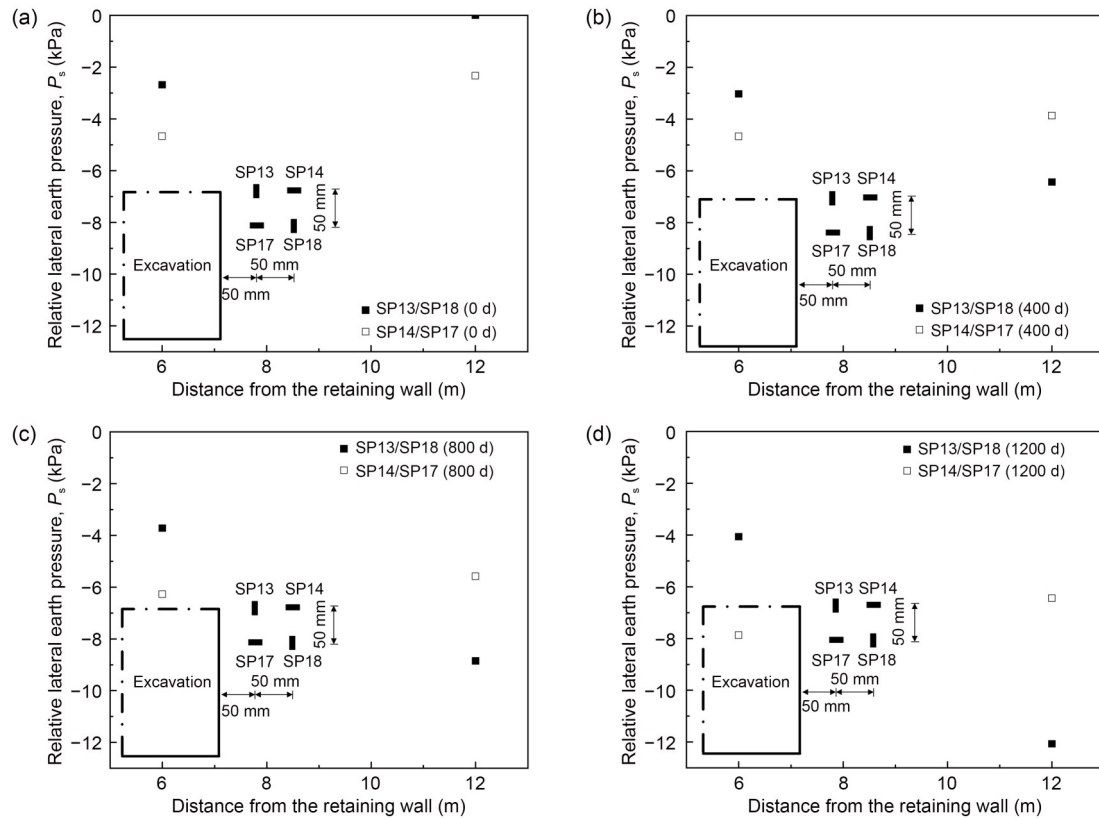 (a)
Relative lateral earth pressure, Ps (kPa)
0
−2
−4
−6
−8
−10
−12
SP13 SP14
50 mm
SP17 SP18
Excavation
50 mm
50 mm
■ SP13/SP18 (0 d)
□ SP14/SP17 (0 d)
6 8 10 12
Distance from the retaining wall (m)
(b)
Relative lateral earth pressure, Ps (kPa)
0
−2
−4
−6
−8
−10
−12
SP13 SP14
50 mm
SP17 SP18
Excavation
50 mm
50 mm
■ SP13/SP18 (400 d)
□ SP14/SP17 (400 d)
6 8 10 12
Distance from the retaining wall (m)
(c)
Relative lateral earth pressure, Ps (kPa)
0
−2
−4
−6
−8
−10
−12
■ SP13/SP18 (800 d)
□ SP14/SP17 (800 d)
SP13 SP14
50 mm
SP17 SP18
Excavation
50 mm
50 mm
6 8 10 12
Distance from the retaining wall (m)
(d)
Relative lateral earth pressure, Ps (kPa)
0
−2
−4
−6
−8
−10
−12
■ SP13/SP18 (1200 d)
□ SP14/SP17 (1200 d)
SP13 SP14
50 mm
SP17 SP18
Excavation
50 mm
50 mm
6 8 10 12
Distance from the retaining wall (m)